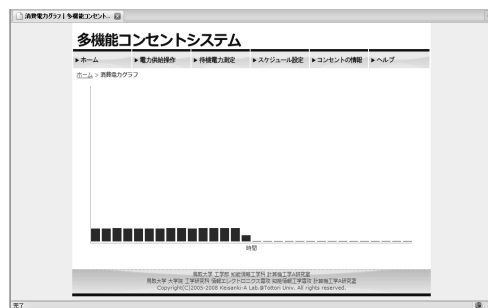 消費電力グラフ | 多機能コンセント...
多機能コンセントシステム
▶ホーム ▶電力供給操作 ▶待機電力測定 ▶スケジュール設定 ▶コンセントの情報 ▶ヘルプ
ホーム > 消費電力グラフ
時間
鳥取大学 工学部 知能情報工学科 計算機工学A研究室
鳥取大学 大学院 工学研究科 情報エレクトロニクス専攻 知能情報工学専攻 計算機工学A研究室
Copyright(C)2005-2008 Keisanki-A Lab.@Tottori Univ. All rights reserved.
完了